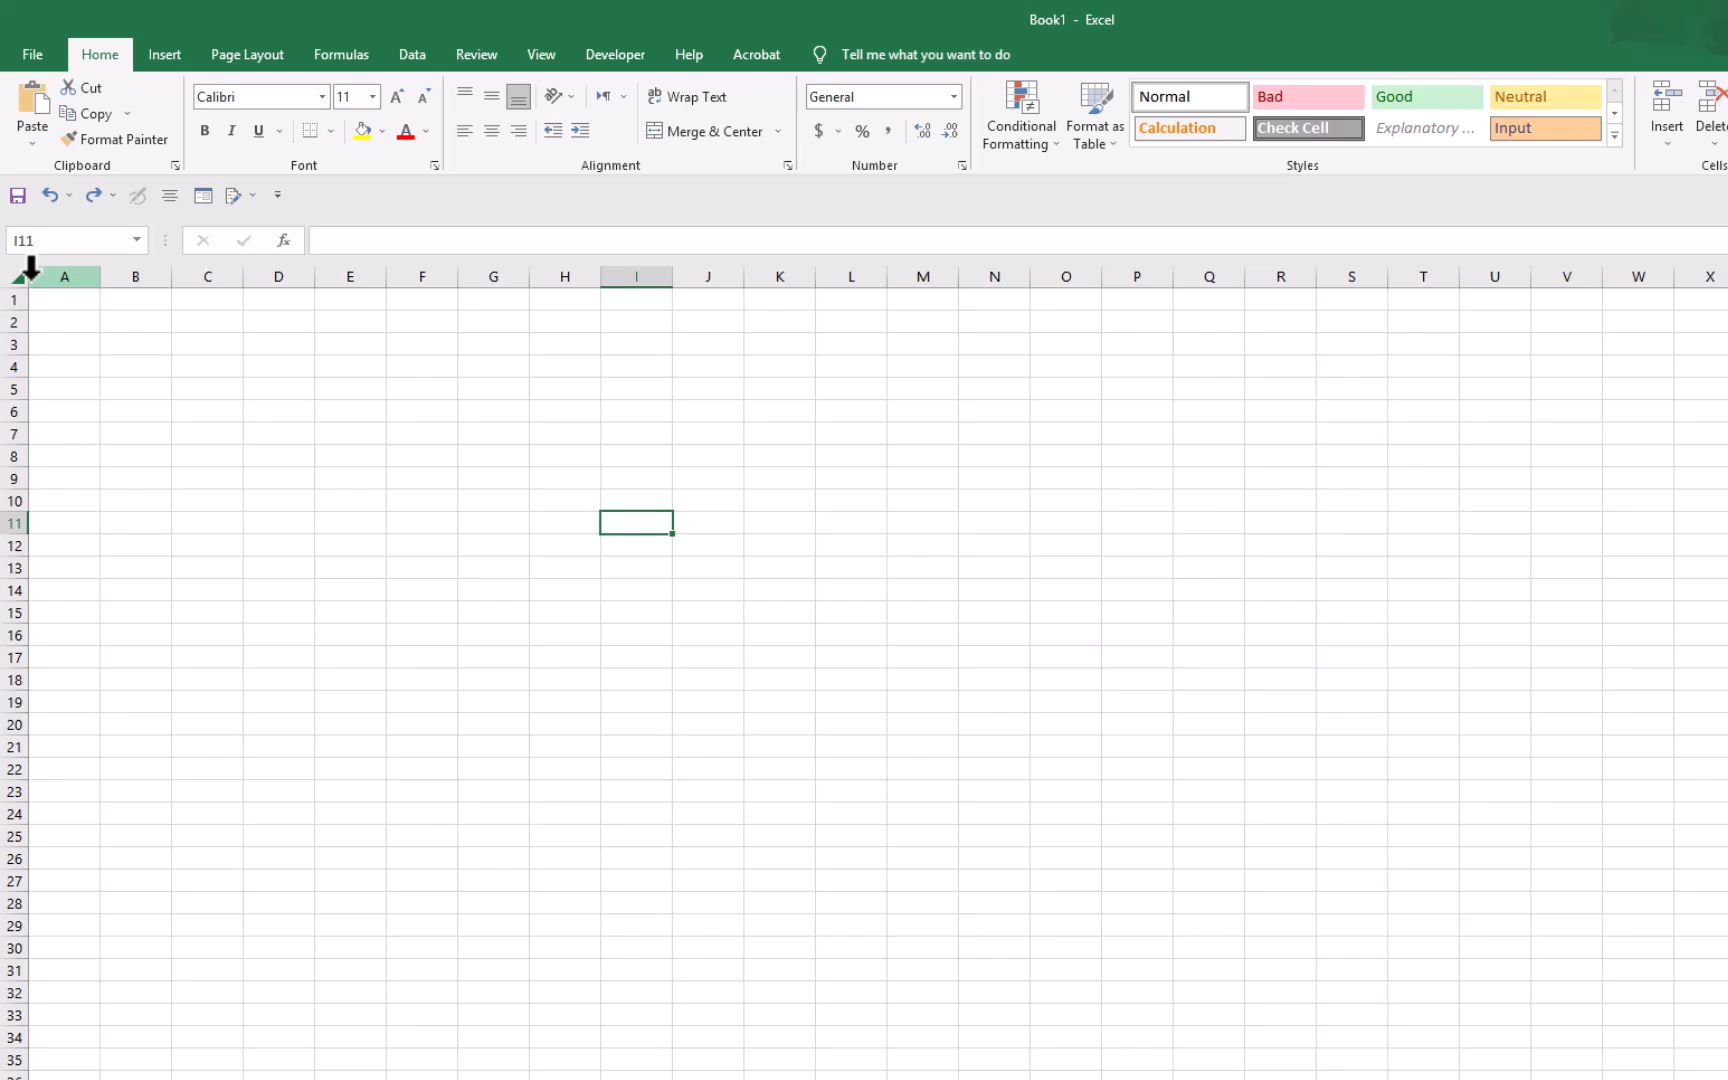 Book1 - Excel
File Home Insert Page Layout Formulas Data Review View Developer Help Acrobat Tell me what you want to do
Paste
Cut
Copy
Format Painter
Clipboard
Calibri 11
B I U A
Font
ab Wrap Text
Merge & Center
Alignment
General
$ %
Number
Conditional Formatting
Format as Table
Normal Bad Good Neutral
Calculation Check Cell Explanatory ... Input
Styles
Insert
Cells
I11 fx
A B C D E F G H I J K L M N O P Q R S T U V W X
1
2
3
4
5
6
7
8
9
10
11
12
13
14
15
16
17
18
19
20
21
22
23
24
25
26
27
28
29
30
31
32
33
34
35